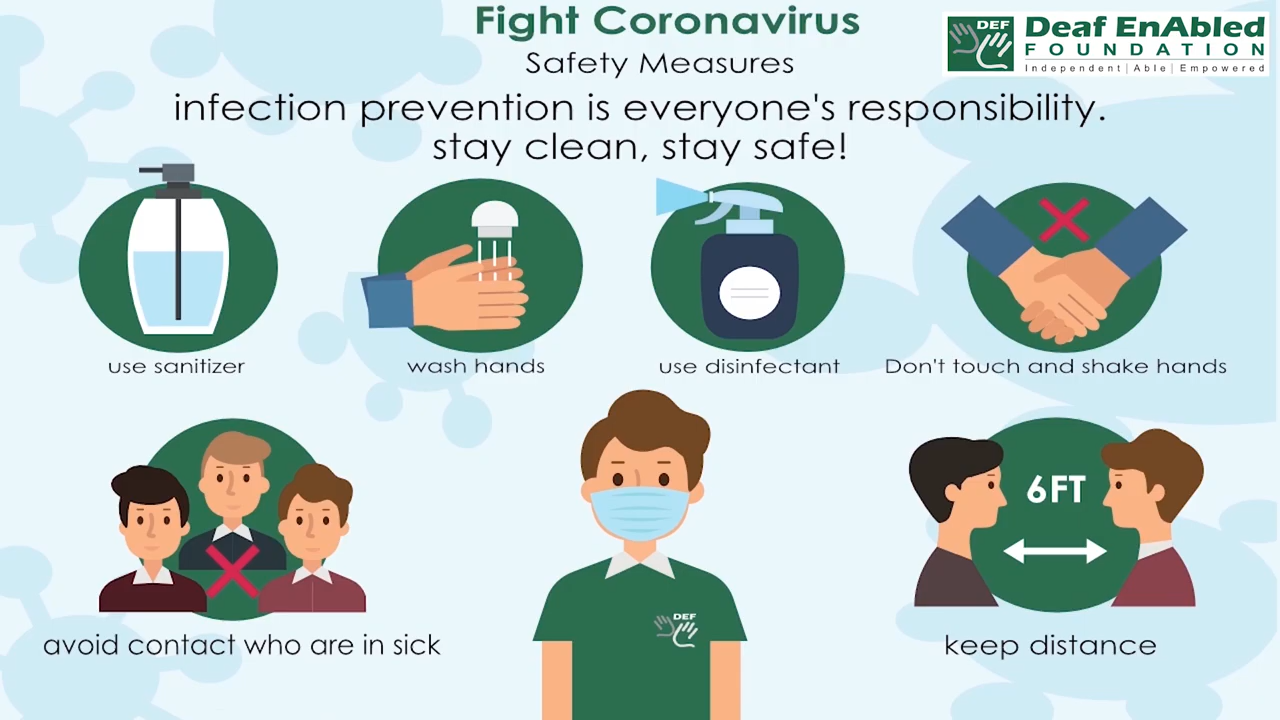 Fight Coronavirus
Safety Measures
DEF
Deaf EnAbled
FOUNDATION
Independent | Able | Empowered
infection prevention is everyone's responsibility.
stay clean, stay safe!
use sanitizer
wash hands
use disinfectant
Don't touch and shake hands
6FT
DEF
avoid contact who are in sick
keep distance